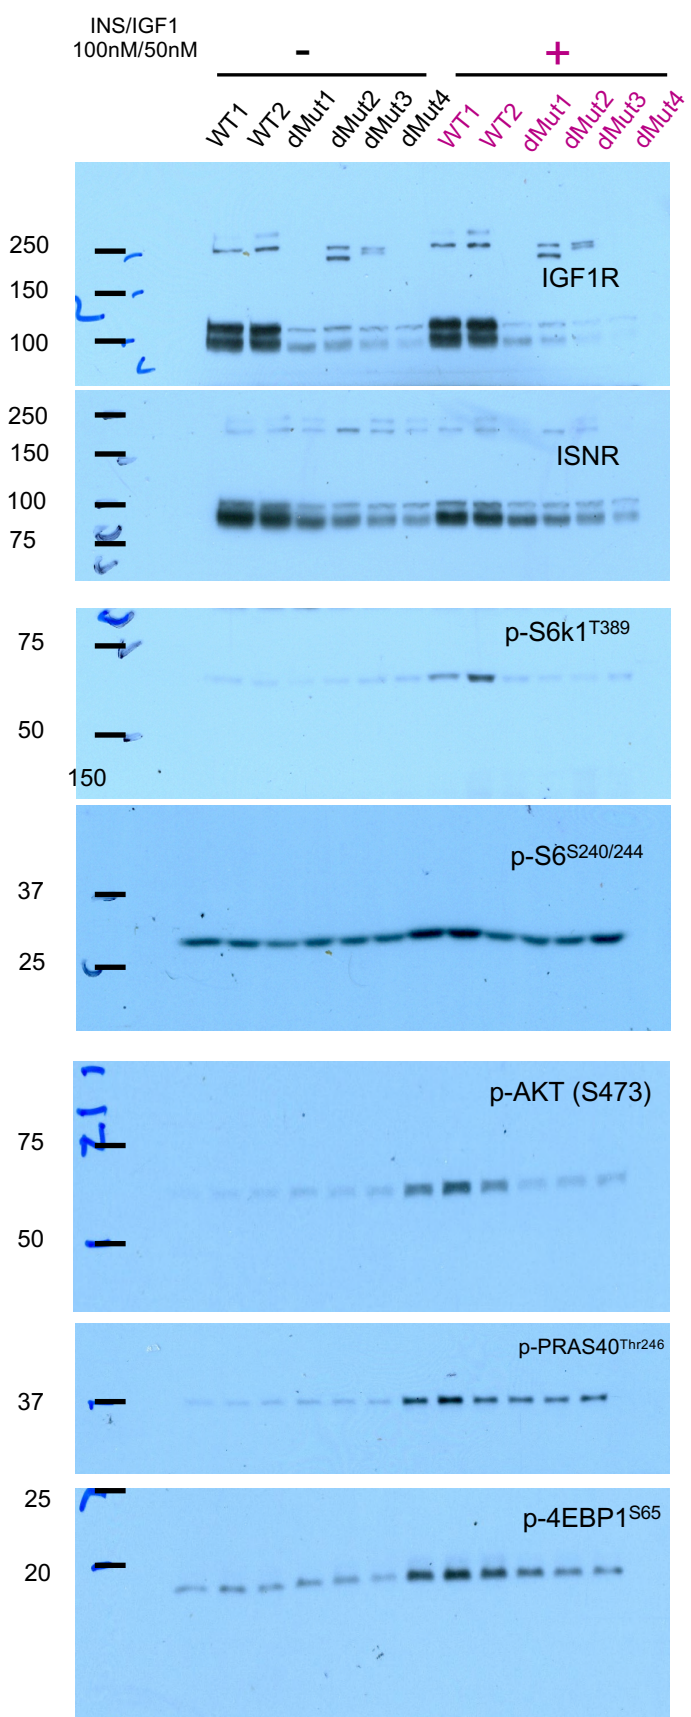 INS/IGF1
100nM/50nM
- +
WT1 WT2 dMut1 dMut2 dMut3 dMut4 WT1 WT2 dMut1 dMut2 dMut3 dMut4
250
150
100
IGF1R
250
150
100
75
ISNR
75
50
150
p-S6k1T389
37
25
p-S6S240/244
75
50
p-AKT (S473)
37
p-PRAS40Thr246
25
20
p-4EBP1S65